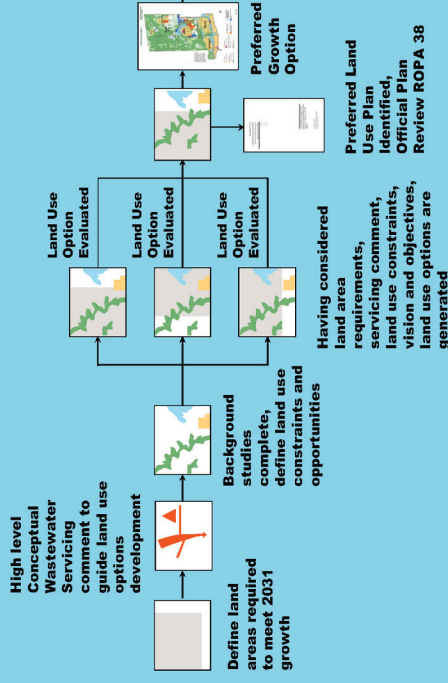 High level
Conceptual
Wastewater
Servicing
comment to
guide land use
options
development
Define land
areas required
to meet 2031
growth
Background
studies
complete,
define land use
constraints and
opportunities
Land Use
Option
Evaluated
Land Use
Option
Evaluated
Land Use
Option
Evaluated
Having considered
land area
requirements,
servicing comment,
land use constraints,
vision and objectives,
land use options are
generated
Preferred
Growth
Option
Preferred Land
Use Plan
Identified,
Official Plan
Review ROPA 38